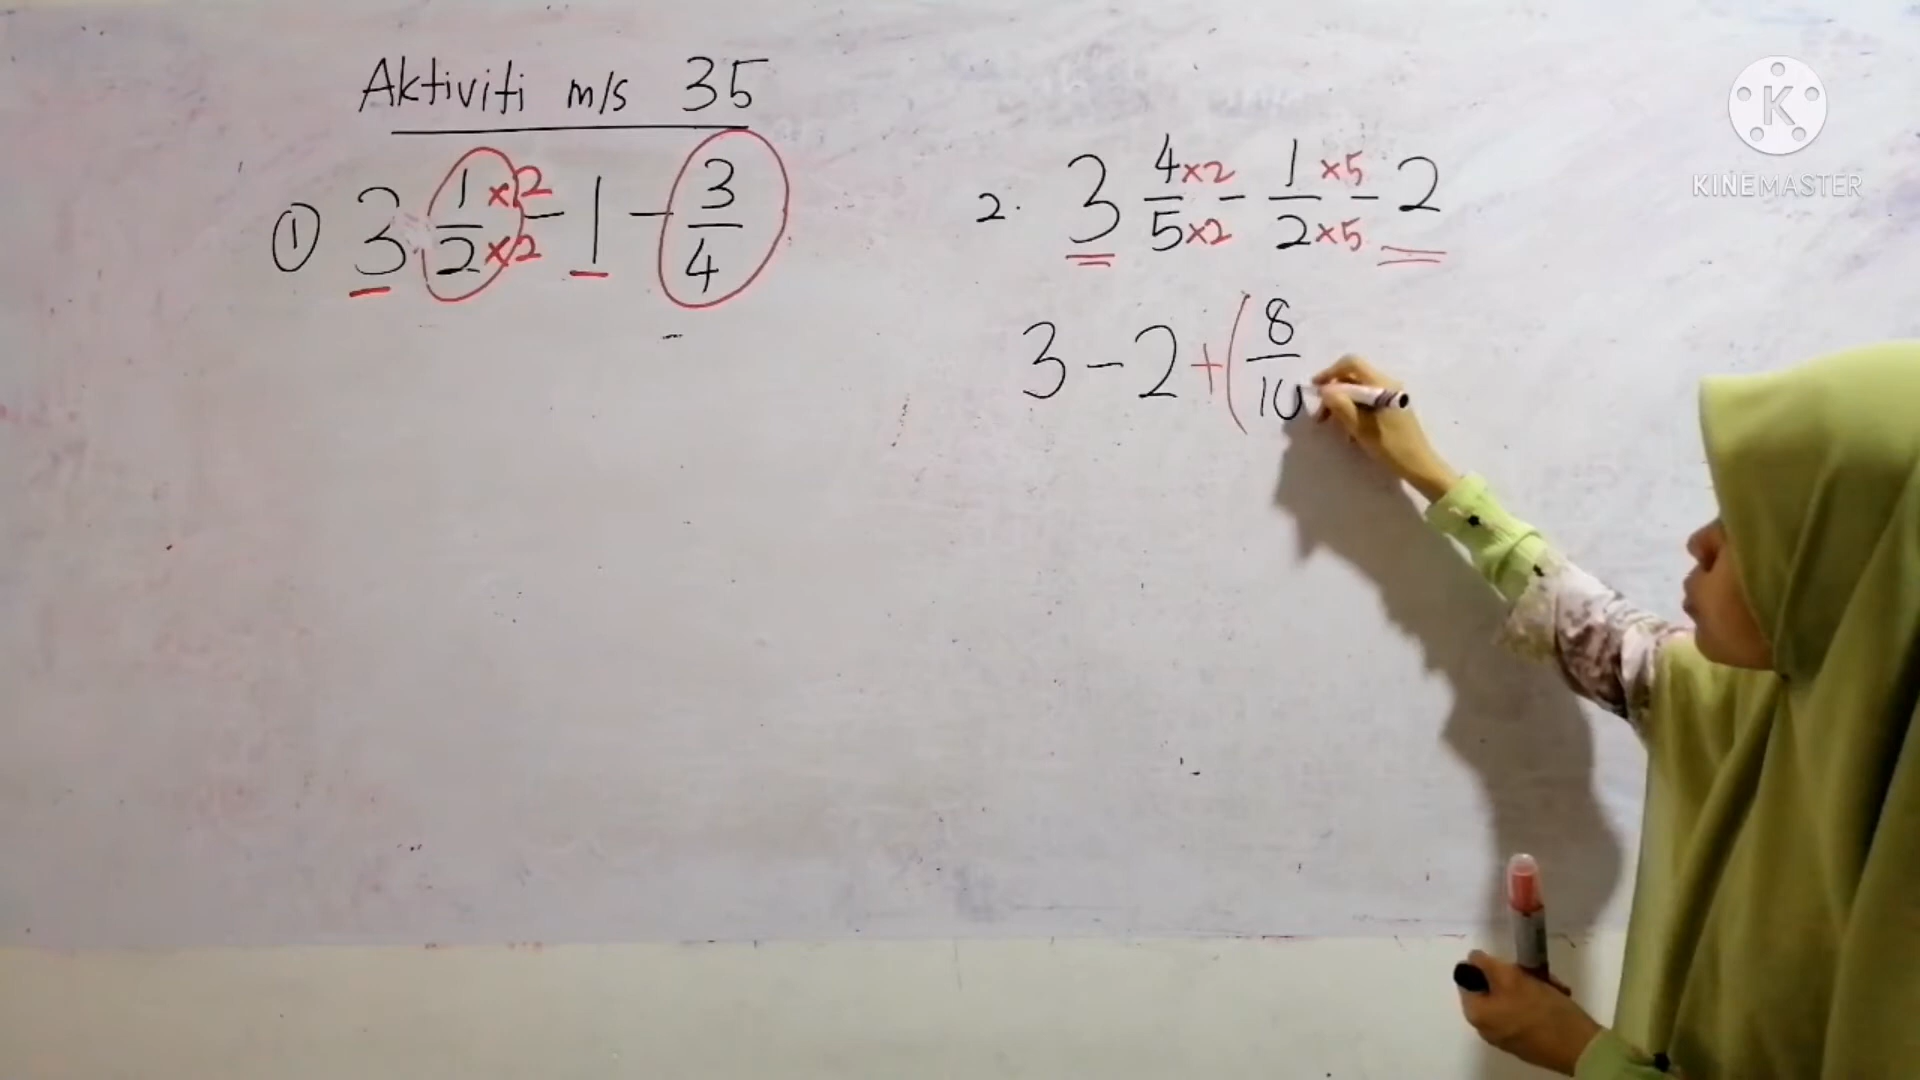 Aktiviti m/s 35
① 3 1/2 ×2 ×2 - 1 - 3/4
2. 3 4/5 ×2 ×2 - 1/2 ×5 ×5 - 2
3 - 2 + ( 8/10
K
KINEMASTER